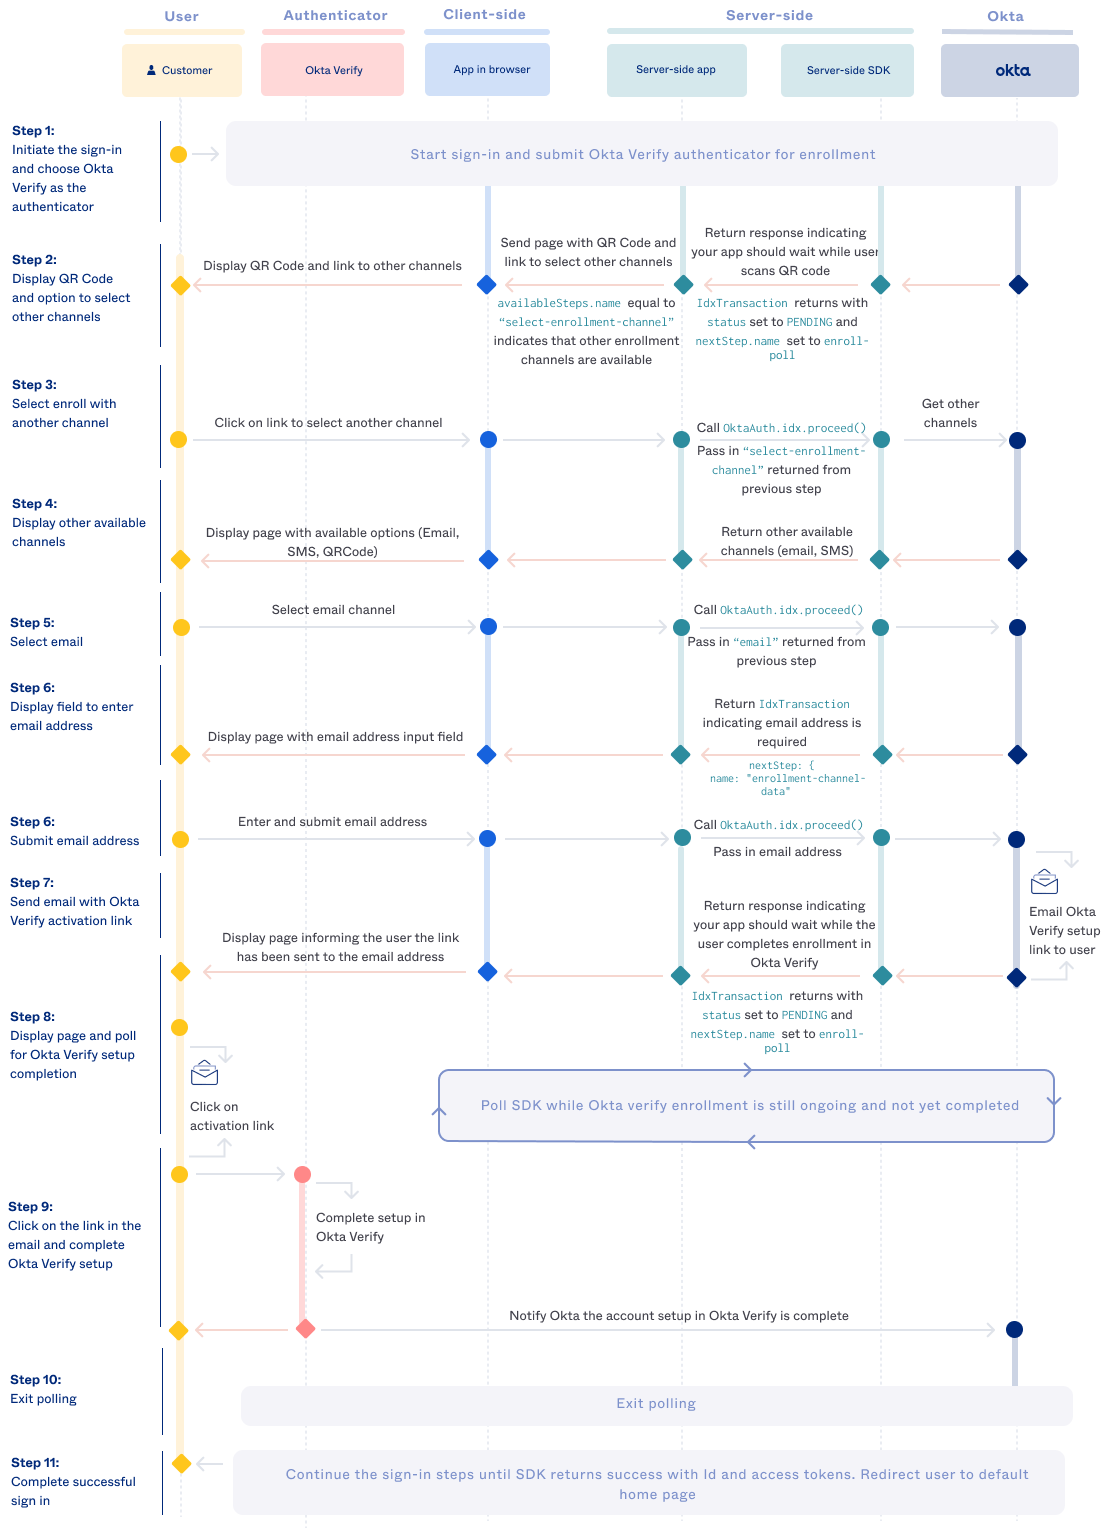 User
Authenticator
Client-side
Server-side
Okta
Customer
Okta Verify
App in browser
Server-side app
Server-side SDK
okta
Step 1:
Initiate the sign-in
and choose Okta
Verify as the
authenticator
Start sign-in and submit Okta Verify authenticator for enrollment
Step 2:
Display QR Code
and option to select
other channels
Display QR Code and link to other channels
Send page with QR Code and
link to select other channels
availableSteps.name equal to
“select-enrollment-channel”
indicates that other enrollment
channels are available
Return response indicating
your app should wait while user
scans QR code
IdxTransaction returns with
status set to PENDING and
nextStep.name set to enroll-
poll
Step 3:
Select enroll with
another channel
Click on link to select another channel
Call OktaAuth.idx.proceed()
Pass in “select-enrollment-
channel” returned from
previous step
Get other
channels
Step 4:
Display other available
channels
Display page with available options (Email,
SMS, QRCode)
Return other available
channels (email, SMS)
Step 5:
Select email
Select email channel
Call OktaAuth.idx.proceed()
Pass in “email” returned from
previous step
Step 6:
Display field to enter
email address
Display page with email address input field
Return IdxTransaction
indicating email address is
required
nextStep: {
name: "enrollment-channel-
data"
Step 6:
Submit email address
Enter and submit email address
Call OktaAuth.idx.proceed()
Pass in email address
Step 7:
Send email with Okta
Verify activation link
Email Okta
Verify setup
link to user
Display page informing the user the link
has been sent to the email address
Return response indicating
your app should wait while the
user completes enrollment in
Okta Verify
IdxTransaction returns with
status set to PENDING and
nextStep.name set to enroll-
poll
Step 8:
Display page and poll
for Okta Verify setup
completion
Click on
activation link
Poll SDK while Okta verify enrollment is still ongoing and not yet completed
Step 9:
Click on the link in the
email and complete
Okta Verify setup
Complete setup in
Okta Verify
Notify Okta the account setup in Okta Verify is complete
Step 10:
Exit polling
Exit polling
Step 11:
Complete successful
sign in
Continue the sign-in steps until SDK returns success with Id and access tokens. Redirect user to default
home page